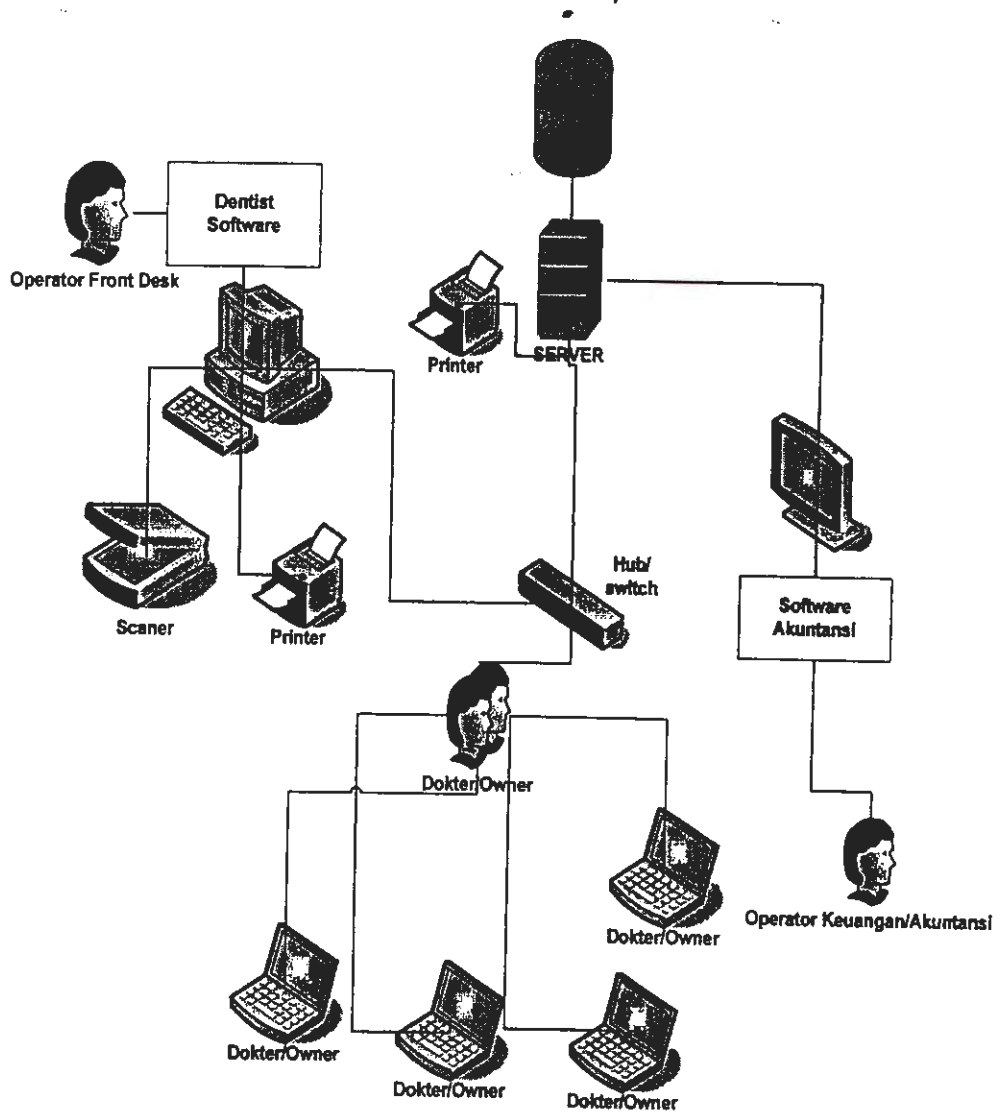 Dentist
Software
Operator Front Desk
Printer
SERVER
Scaner
Printer
Hub/
switch
Software
Akuntansi
Dokter/Owner
Dokter/Owner
Operator Keuangan/Akuntansi
Dokter/Owner
Dokter/Owner
Dokter/Owner